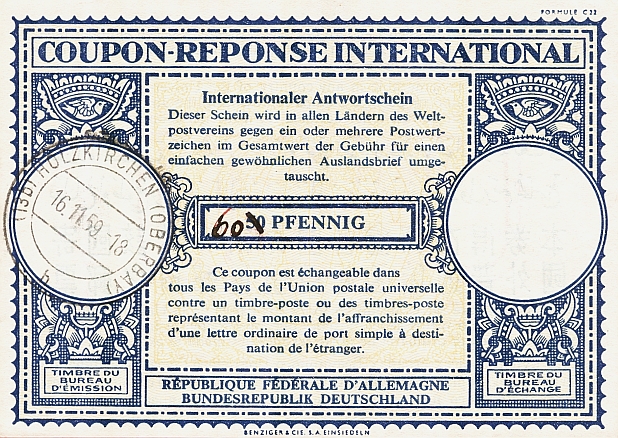 FORMULE C 22
COUPON-REPONSE INTERNATIONAL
Internationaler Antwortschein
Dieser Schein wird in allen Ländern des Welt-
postvereins gegen ein oder mehrere Postwert-
zeichen im Gesamtwert der Gebühr für einen
einfachen gewöhnlichen Auslandsbrief umge-
tauscht.
(13b) HOLZKIRCHEN (OBERBAY)
16.11.59.-18
q
60
50 PFENNIG
Ce coupon est échangeable dans
tous les Pays de l'Union postale universelle
contre un timbre-poste ou des timbres-poste
représentant le montant de l'affranchissement
d'une lettre ordinaire de port simple à desti-
nation de l'étranger.
TIMBRE DU
BUREAU
D'ÉMISSION
RÉPUBLIQUE FÉDÉRALE D'ALLEMAGNE
BUNDESREPUBLIK DEUTSCHLAND
TIMBRE DU
BUREAU
D'ÉCHANGE
BENZIGER & CIE. S.A. EINSIEDELN